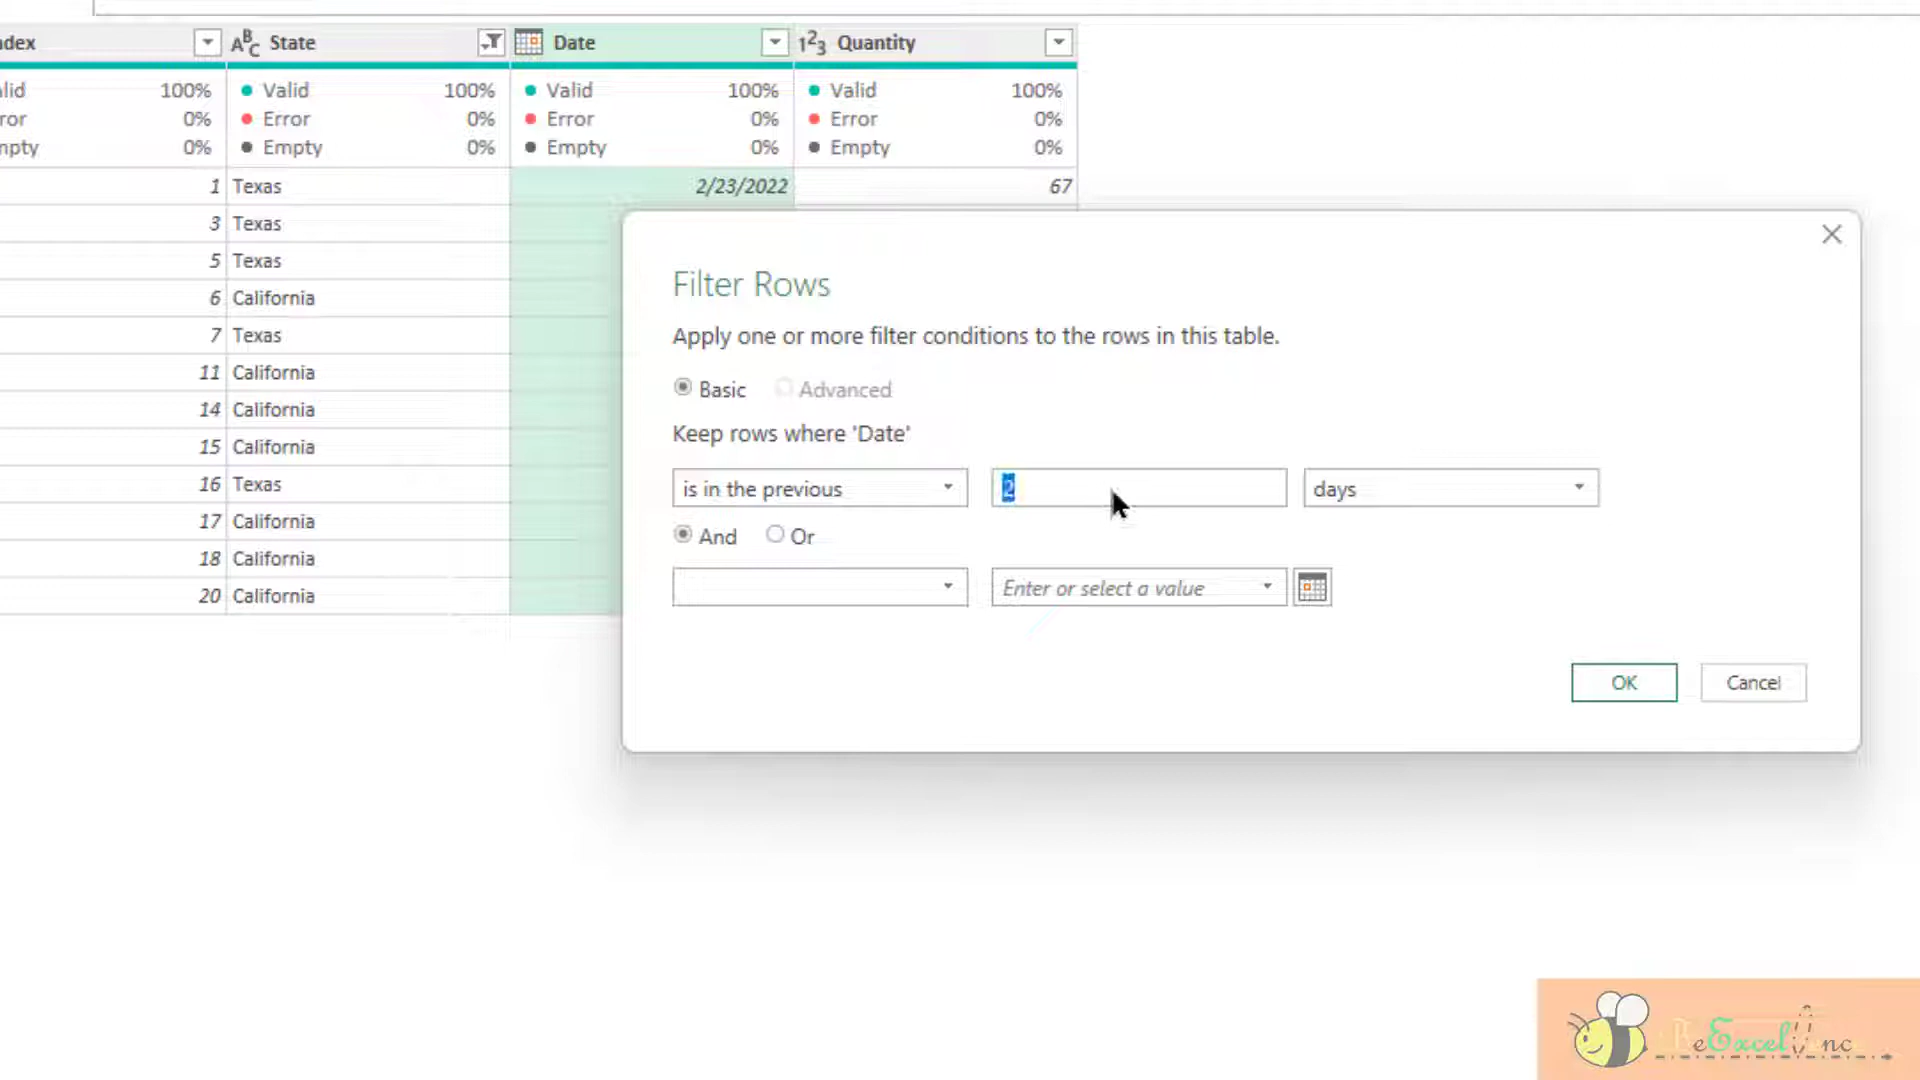 ndex State Date Quantity
alid 100% Valid 100% Valid 100% Valid 100%
ror 0% Error 0% Error 0% Error 0%
mpty 0% Empty 0% Empty 0% Empty 0%
1 Texas 2/23/2022 67
3 Texas
5 Texas
6 California
7 Texas
11 California
14 California
15 California
16 Texas
17 California
18 California
20 California
Filter Rows
Apply one or more filter conditions to the rows in this table.
Basic Advanced
Keep rows where 'Date'
is in the previous 2 days
And Or
Enter or select a value
OK Cancel